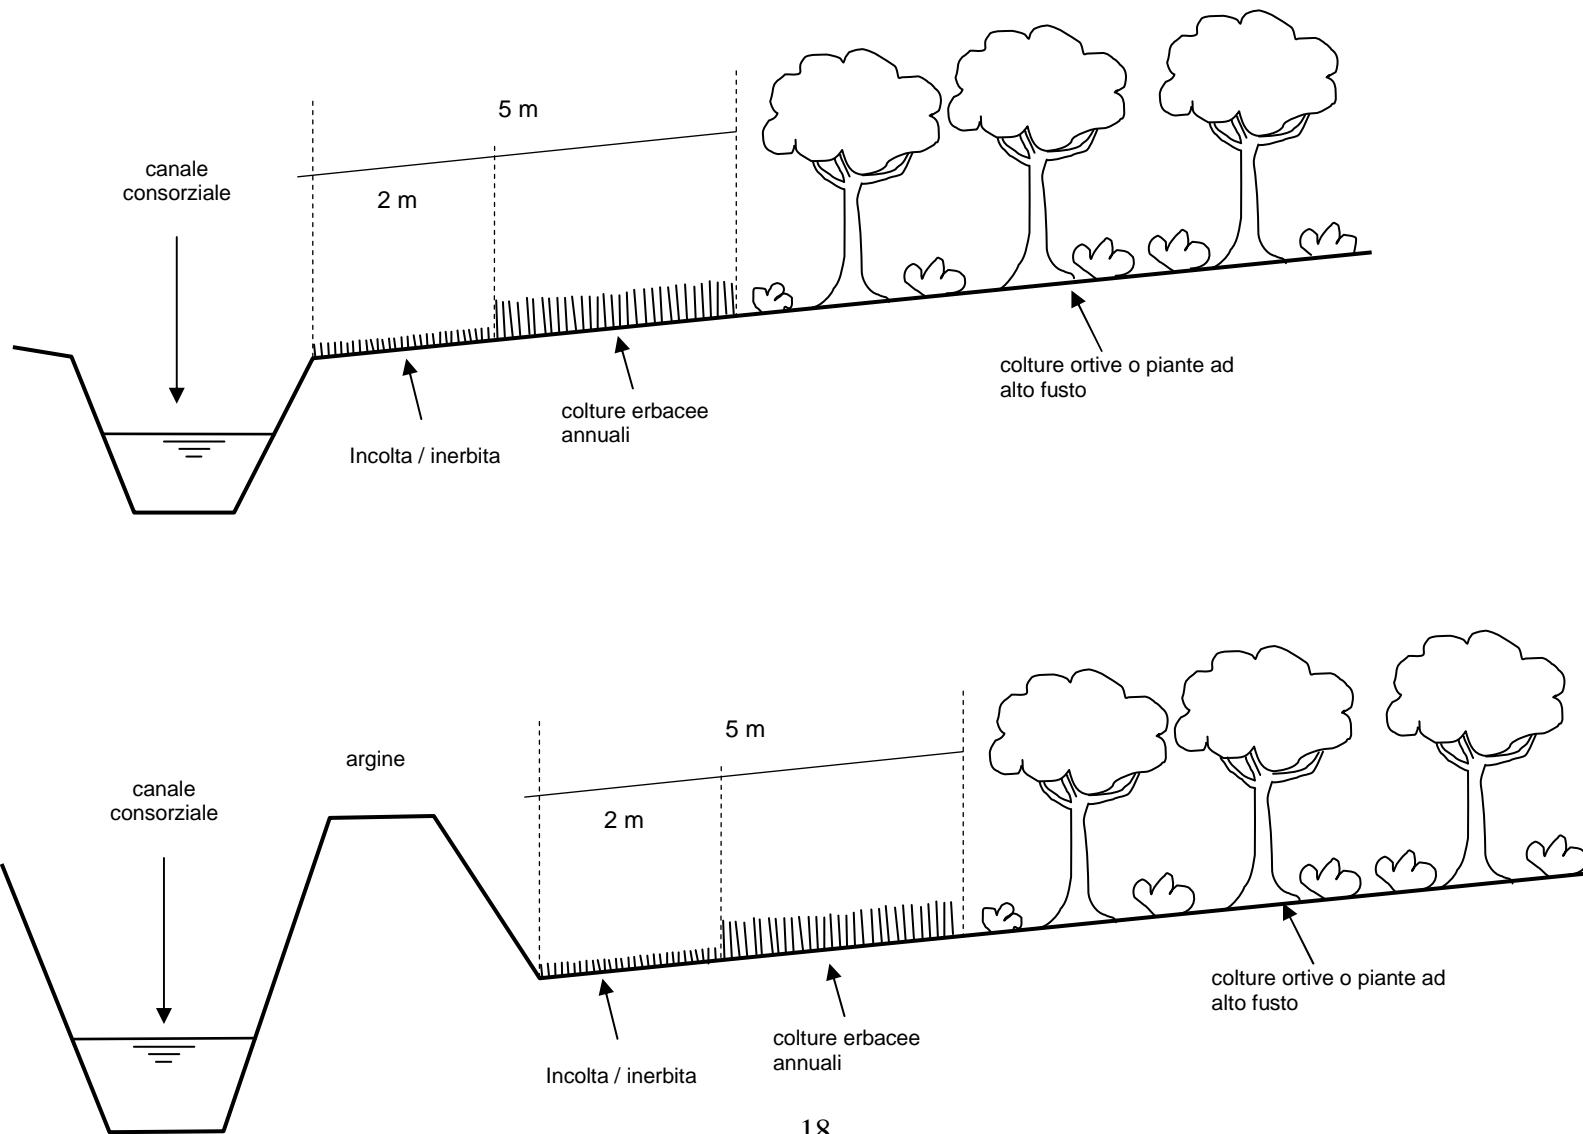 5 m
canale
consorziale
2 m
colture ortive o piante ad
alto fusto
colture erbacee
annuali
Incolta / inerbita
5 m
argine
canale
consorziale
2 m
colture ortive o piante ad
alto fusto
colture erbacee
annuali
Incolta / inerbita
18